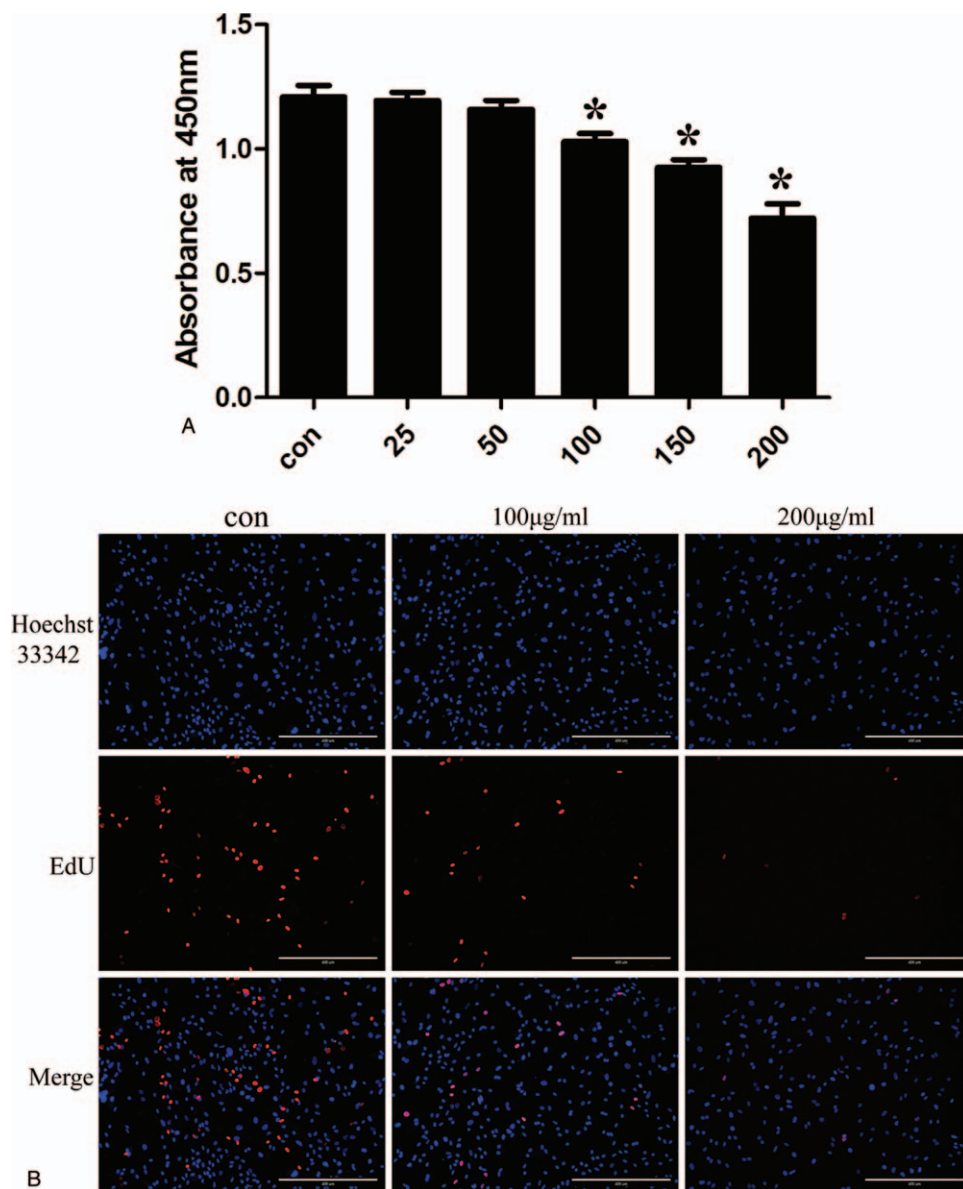 1.5
1.0
0.5
0.0
Absorbance at 450nm
* * *
con 25 50 100 150 200
A
con 100μg/ml 200μg/ml
Hoechst
33342
EdU
Merge
B